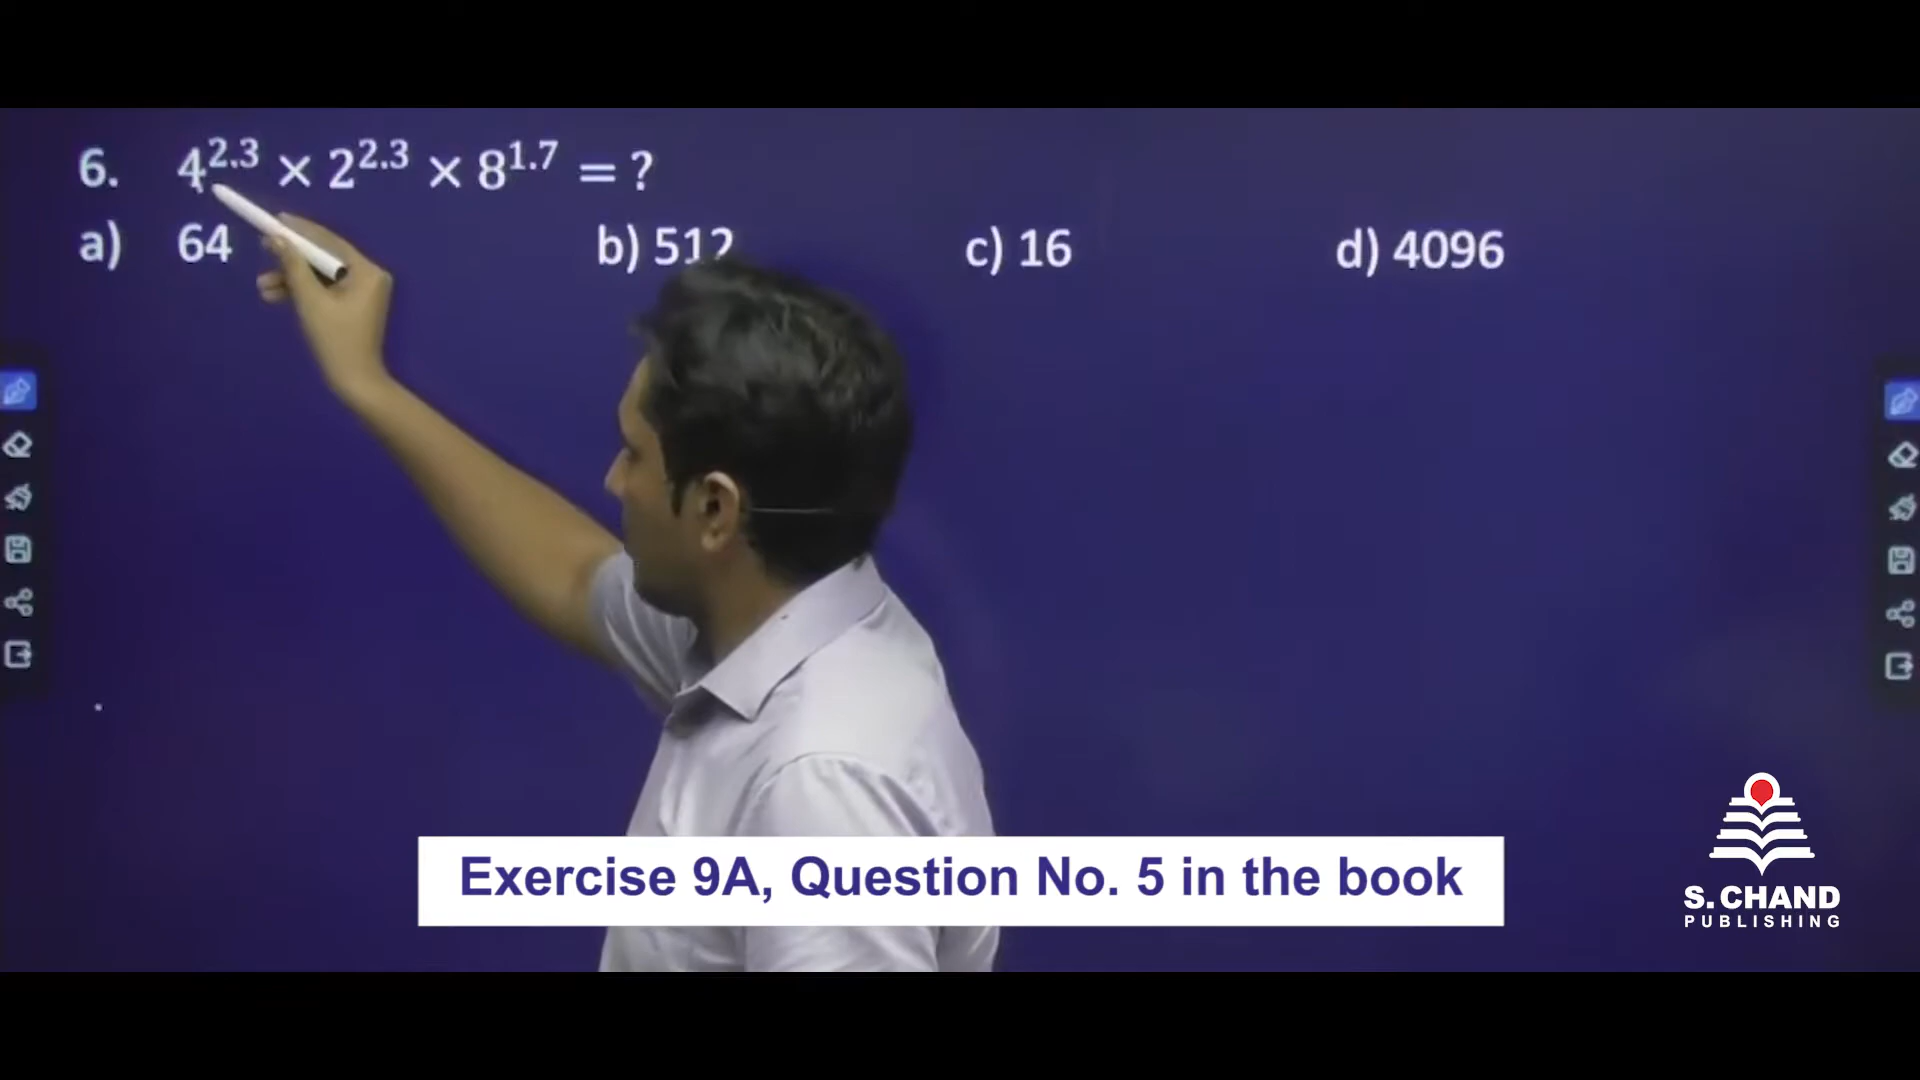 6. 4^2.3 × 2^2.3 × 8^1.7 = ?
a) 64 b) 512 c) 16 d) 4096
Exercise 9A, Question No. 5 in the book
S. CHAND
PUBLISHING